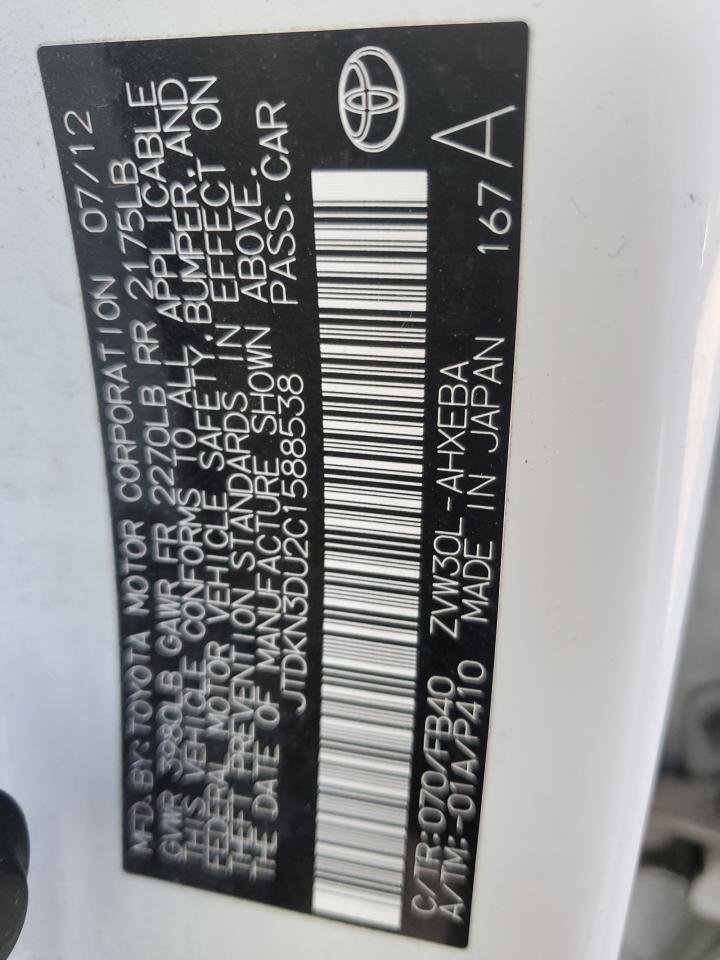 MFD. BY: TOYOTA MOTOR CORPORATION 07/12
GVWR 3980LB GAWR FR 2270LB RR 2175LB
THIS VEHICLE CONFORMS TO ALL APPLICABLE
FEDERAL MOTOR VEHICLE SAFETY, BUMPER, AND
THEFT PREVENTION STANDARDS IN EFFECT ON
THE DATE OF MANUFACTURE SHOWN ABOVE.
JTDKN3DU2C1588538 PASS. CAR
C/TR: 070/FB40 ZVW30L-AHXEBA
A/TM: -01A/P410 MADE IN JAPAN 167 A